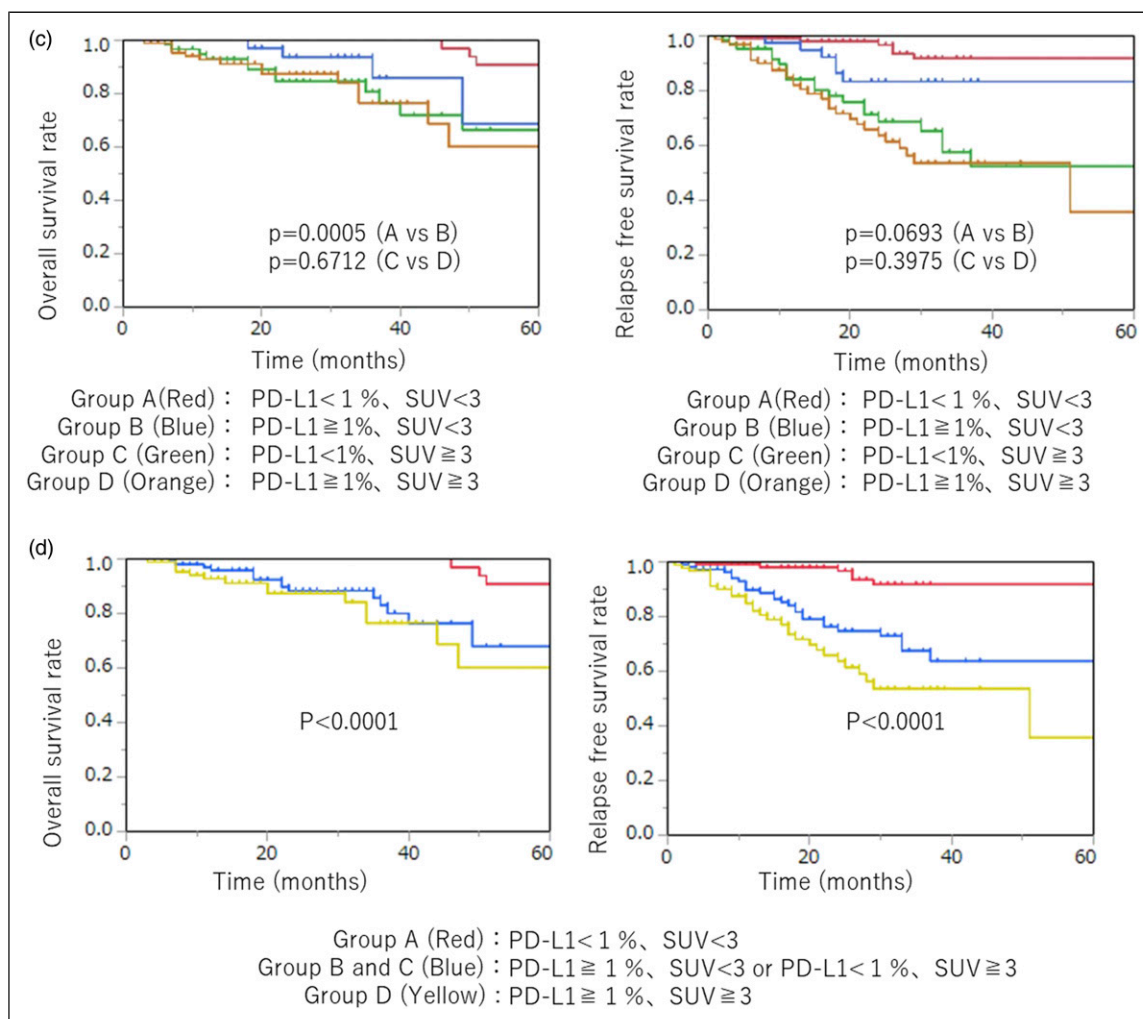 (c)
Overall survival rate
1.0
0.8
0.6
0.4
0.2
0.0
p=0.0005 (A vs B)
p=0.6712 (C vs D)
0 20 40 60
Time (months)
Group A(Red)： PD-L1<1%、SUV<3
Group B (Blue)： PD-L1≧1%、SUV<3
Group C (Green)： PD-L1<1%、SUV≧3
Group D (Orange)： PD-L1≧1%、SUV≧3
Relapse free survival rate
1.0
0.8
0.6
0.4
0.2
0.0
p=0.0693 (A vs B)
p=0.3975 (C vs D)
0 20 40 60
Time (months)
Group A(Red)： PD-L1<1%、SUV<3
Group B (Blue)： PD-L1≧1%、SUV<3
Group C (Green)： PD-L1<1%、SUV≧3
Group D (Orange)： PD-L1≧1%、SUV≧3
(d)
Overall survival rate
1.0
0.8
0.6
0.4
0.2
0.0
P<0.0001
0 20 40 60
Time (months)
Relapse free survival rate
1.0
0.8
0.6
0.4
0.2
0.0
P<0.0001
0 20 40 60
Time (months)
Group A (Red)：PD-L1<1%、SUV<3
Group B and C (Blue)：PD-L1≧1%、SUV<3 or PD-L1<1%、SUV≧3
Group D (Yellow)：PD-L1≧1%、SUV≧3